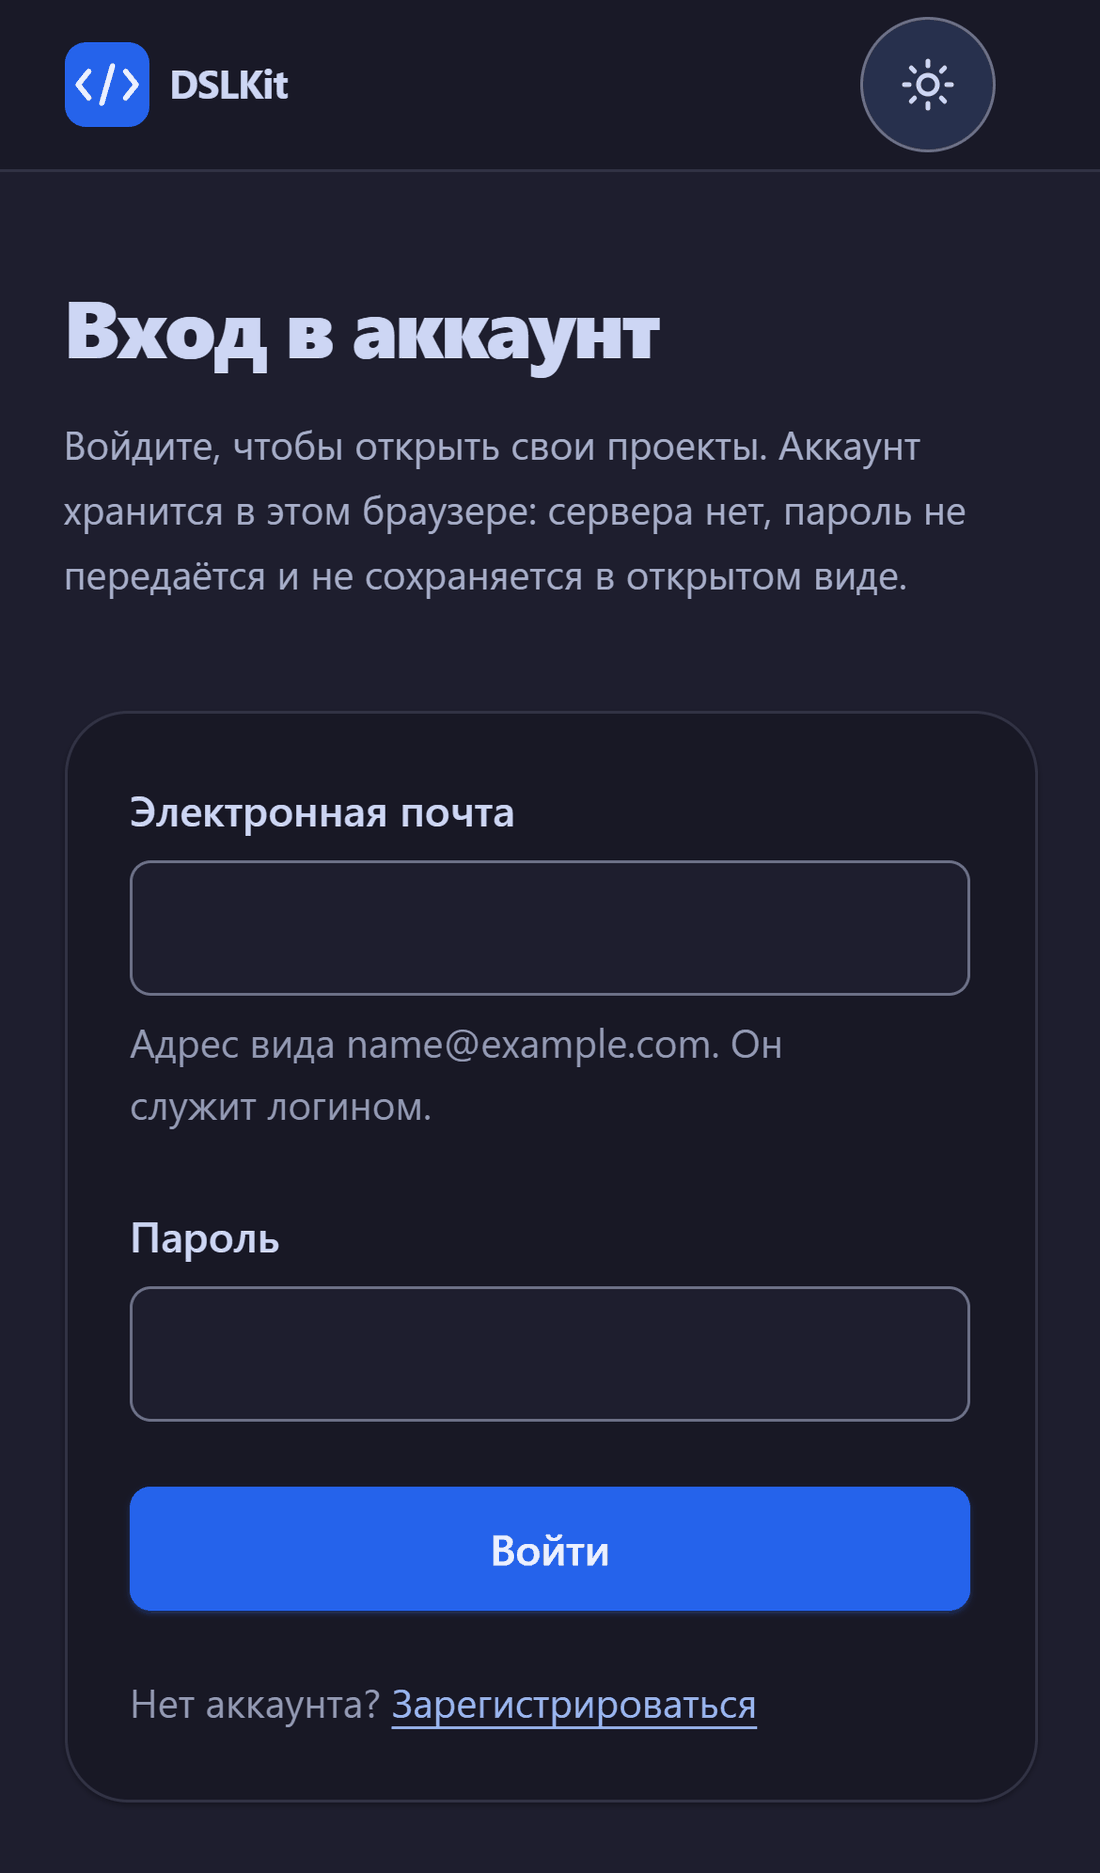 DSLKit
Вход в аккаунт
Войдите, чтобы открыть свои проекты. Аккаунт
хранится в этом браузере: сервера нет, пароль не
передаётся и не сохраняется в открытом виде.
Электронная почта
Адрес вида name@example.com. Он
служит логином.
Пароль
Войти
Нет аккаунта? Зарегистрироваться